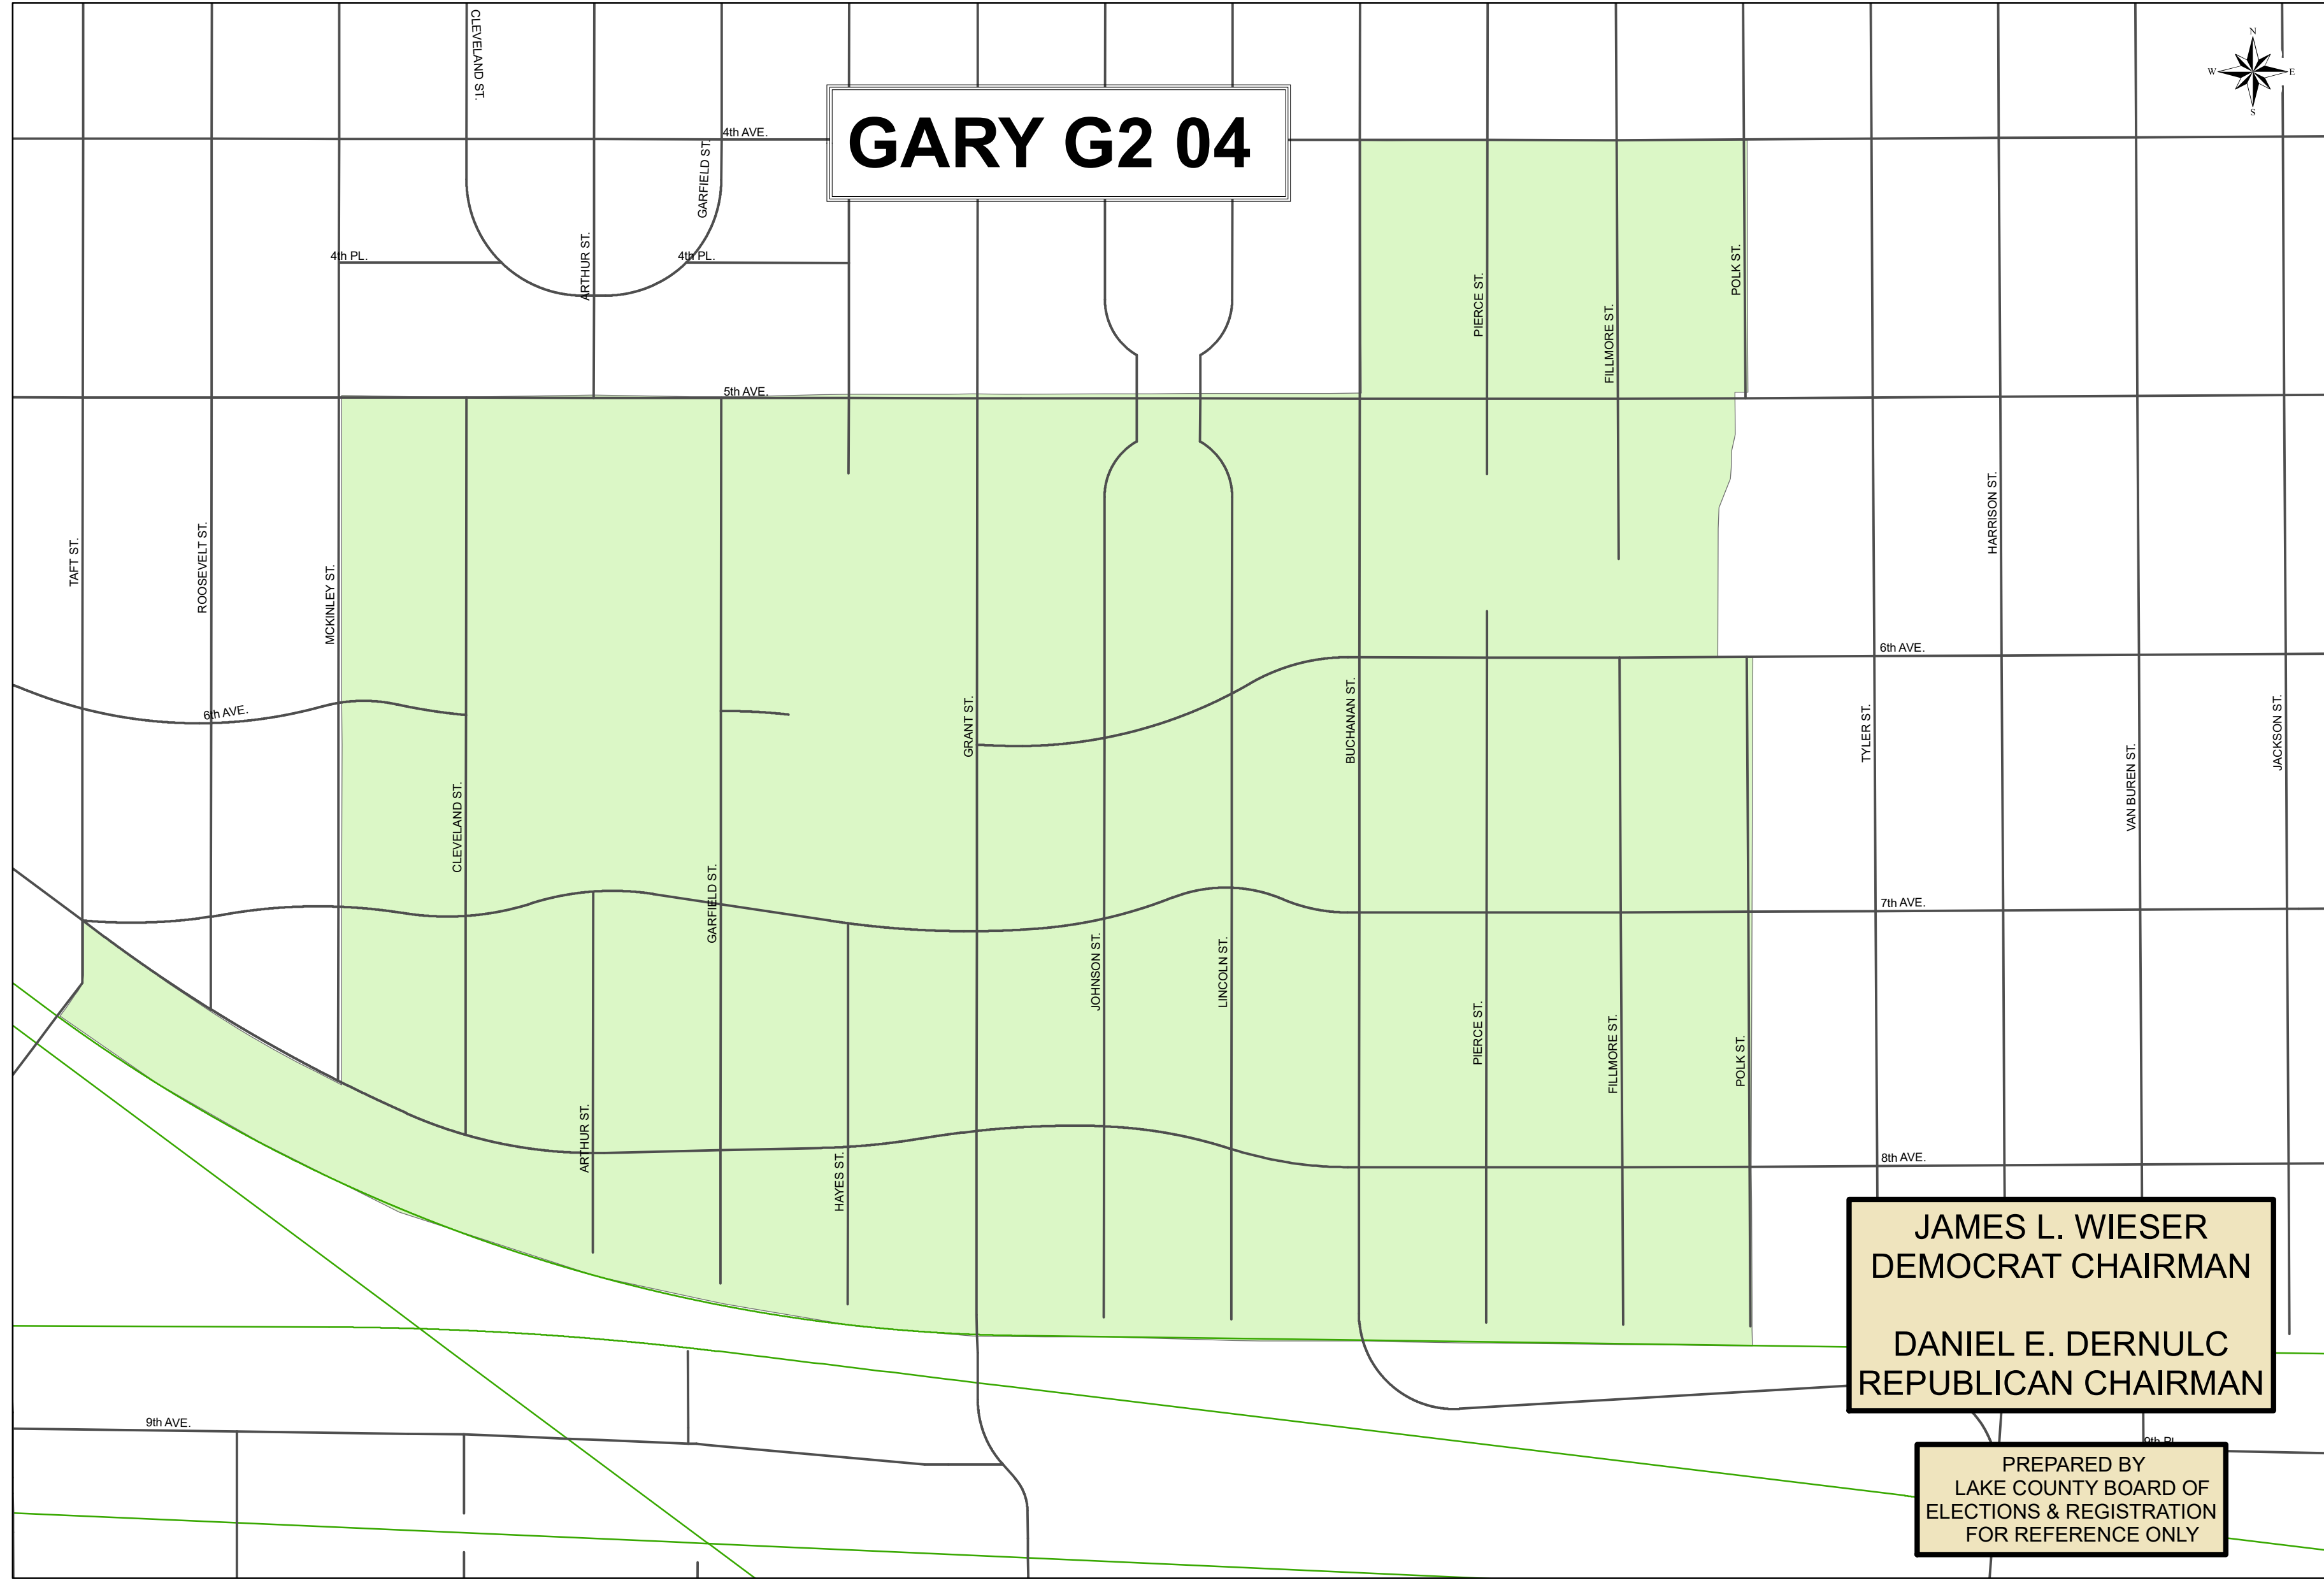 CLEVELAND ST.
N
W
E
S
4th AVE.
GARY G2 04
GARFIELD ST.
ARTHUR ST.
4th PL.
4th PL.
POLK ST.
PIERCE ST.
FILLMORE ST.
5th AVE.
TAFT ST.
ROOSEVELT ST.
MCKINLEY ST.
HARRISON ST.
6th AVE.
6th AVE.
GRANT ST.
BUCHANAN ST.
TYLER ST.
VAN BUREN ST.
JACKSON ST.
CLEVELAND ST.
GARFIELD ST.
7th AVE.
JOHNSON ST.
LINCOLN ST.
PIERCE ST.
FILLMORE ST.
POLK ST.
ARTHUR ST.
HAYES ST.
8th AVE.
JAMES L. WIESER
DEMOCRAT CHAIRMAN
DANIEL E. DERNULC
REPUBLICAN CHAIRMAN
9th AVE.
9th PL.
PREPARED BY
LAKE COUNTY BOARD OF
ELECTIONS & REGISTRATION
FOR REFERENCE ONLY